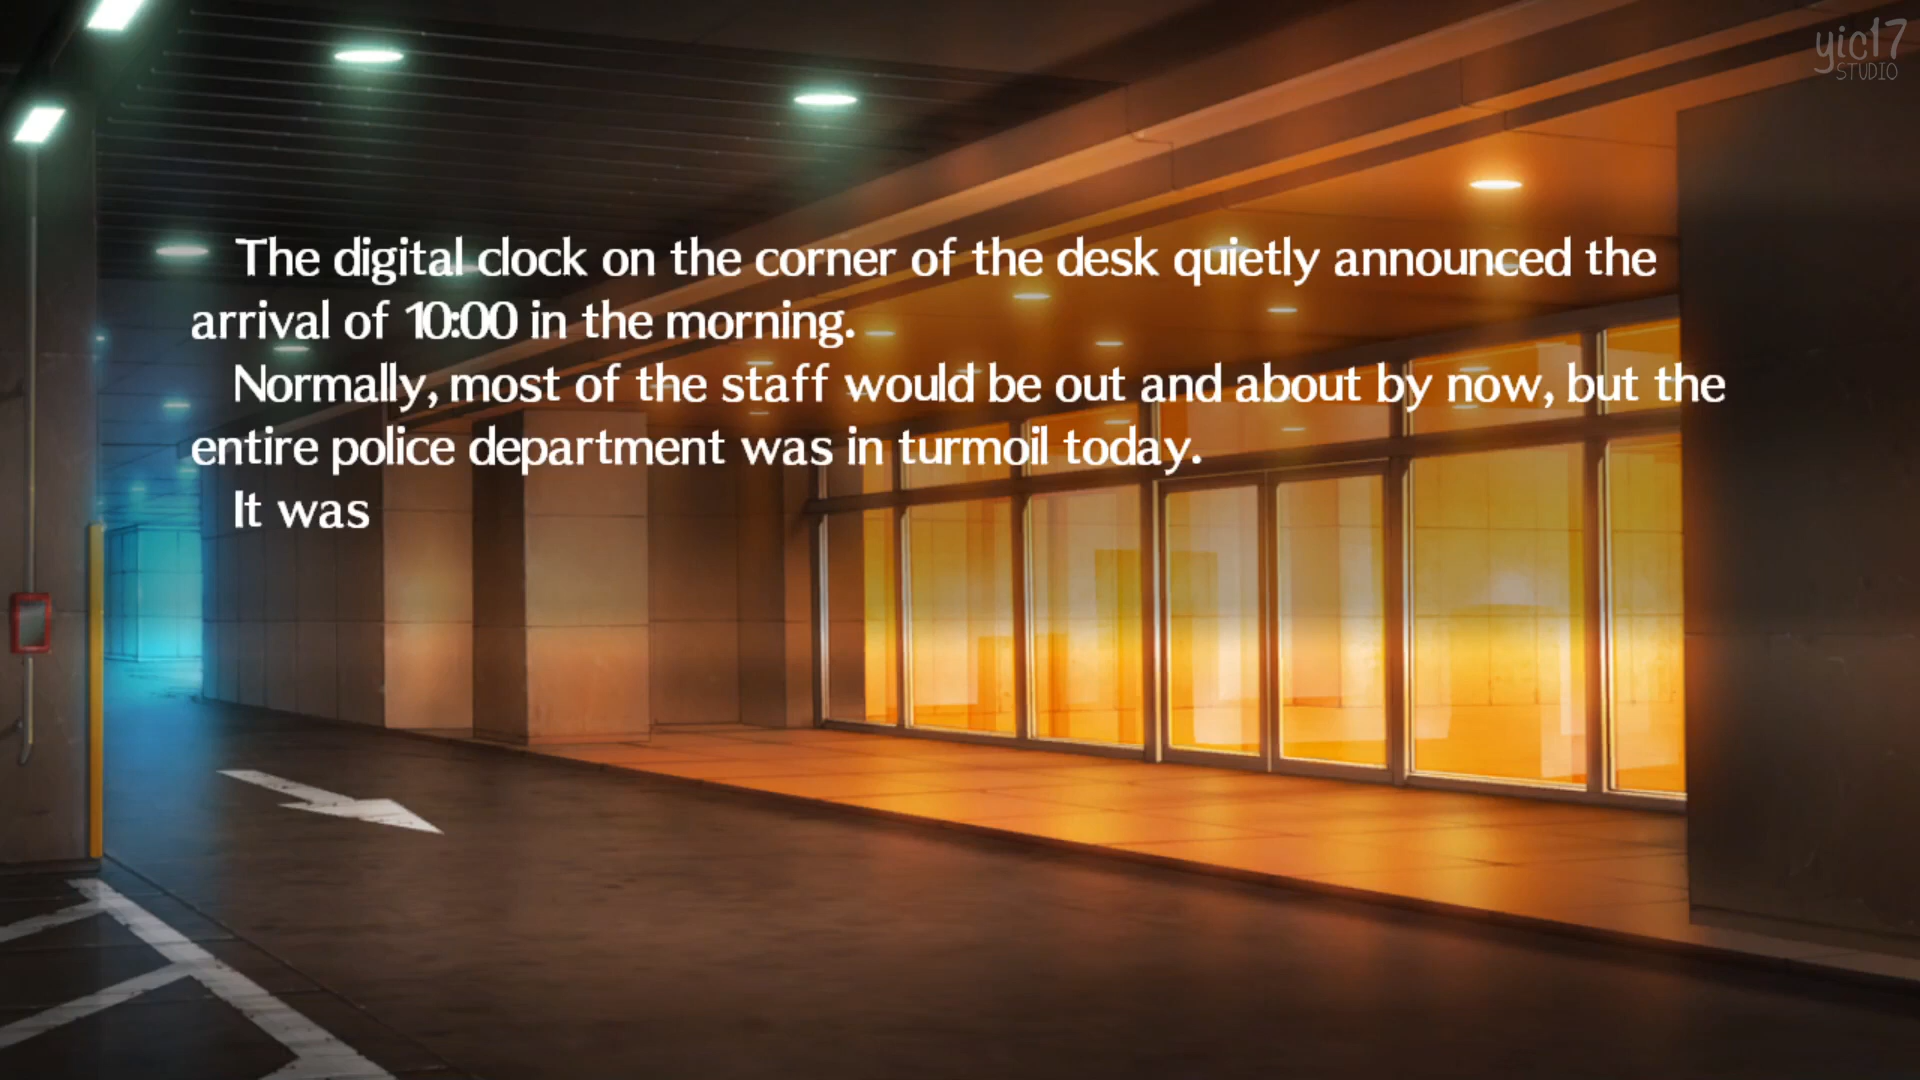 yic17
STUDIO
The digital clock on the corner of the desk quietly announced the
arrival of 10:00 in the morning.
Normally, most of the staff would be out and about by now, but the
entire police department was in turmoil today.
It was